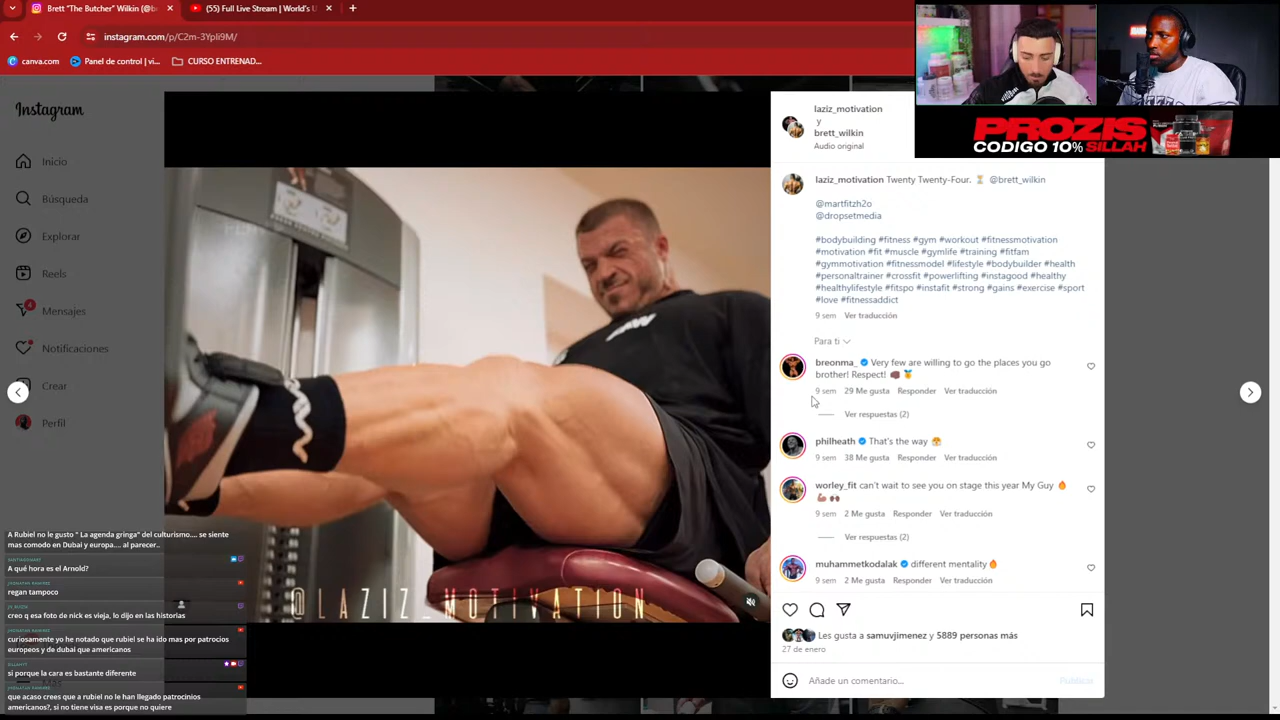 Brett "The Butcher" Wilkin (@b
(55) Full Live Stream | World's U
instagram.com/p/C2m-3Ypli9M/
canva.com
Panel de control | vi...
CURSO ENTRENAD...
PROZIS
CODIGO 10% SILLAH
Instagram
Inicio
Búsqueda
Explorar
Reels
4
Mensajes
Notificaciones
Crear
Perfil
@LAZIZ_MOTIVATION
laziz_motivation
y
brett_wilkin
Audio original
laziz_motivation Twenty Twenty-Four. ⏳ @brett_wilkin
@martfitzh2o
@dropsetmedia
#bodybuilding #fitness #gym #workout #fitnessmotivation
#motivation #fit #muscle #gymlife #training #fitfam
#gymmotivation #fitnessmodel #lifestyle #bodybuilder #health
#personaltrainer #crossfit #powerlifting #instagood #healthy
#healthylifestyle #fitspo #instafit #strong #gains #exercise #sport
#love #fitnessaddict
9 sem Ver traducción
Para ti
breonma_ Very few are willing to go the places you go
brother! Respect! 👊🏿 🏅
9 sem 29 Me gusta Responder Ver traducción
Ver respuestas (2)
philheath That's the way 😤
9 sem 38 Me gusta Responder Ver traducción
worley_fit can't wait to see you on stage this year My Guy 🔥
💪🏽 🙌🏿
9 sem 2 Me gusta Responder Ver traducción
Ver respuestas (2)
muhammetkodalak different mentality🔥
9 sem 2 Me gusta Responder Ver traducción
Les gusta a samuvjimenez y 5889 personas más
27 de enero
Añade un comentario...
Publicar
A Rubiel no le gusto " La agenda gringa" del culturismo.... se siente
mas comodo en Dubai y europa.... al parecer..
A qué hora es el Arnold?
JHONATAN RAMIREZ
regan tampoco
creo q esa foto de nick es vieja, lo dijo en las historias
JHONATAN RAMIREZ
curiosamente yo he notado que rubiel se ha ido mas por patrocios
europeos y de dubai que americanos
SILLAHYT
si porque la cara es bastante diferente
JHONATAN RAMIREZ
que acaso crees que a rubiel no le han llegado patrocinios
americanos?, si no tiene visa es porque no quiere